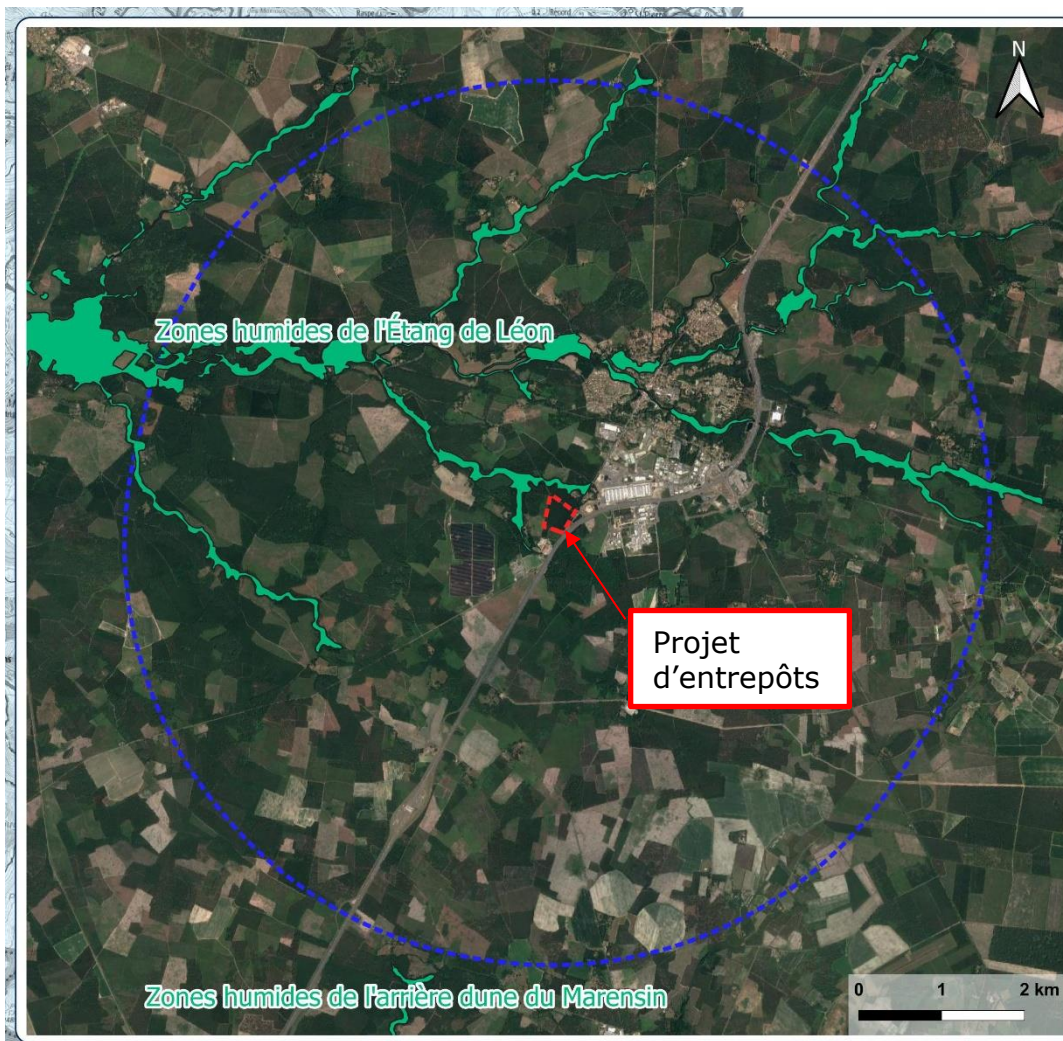 N
Zones humides de l'Étang de Léon
Projet
d'entrepôts
Zones humides de l'arrière dune du Marensin
0 1 2 km